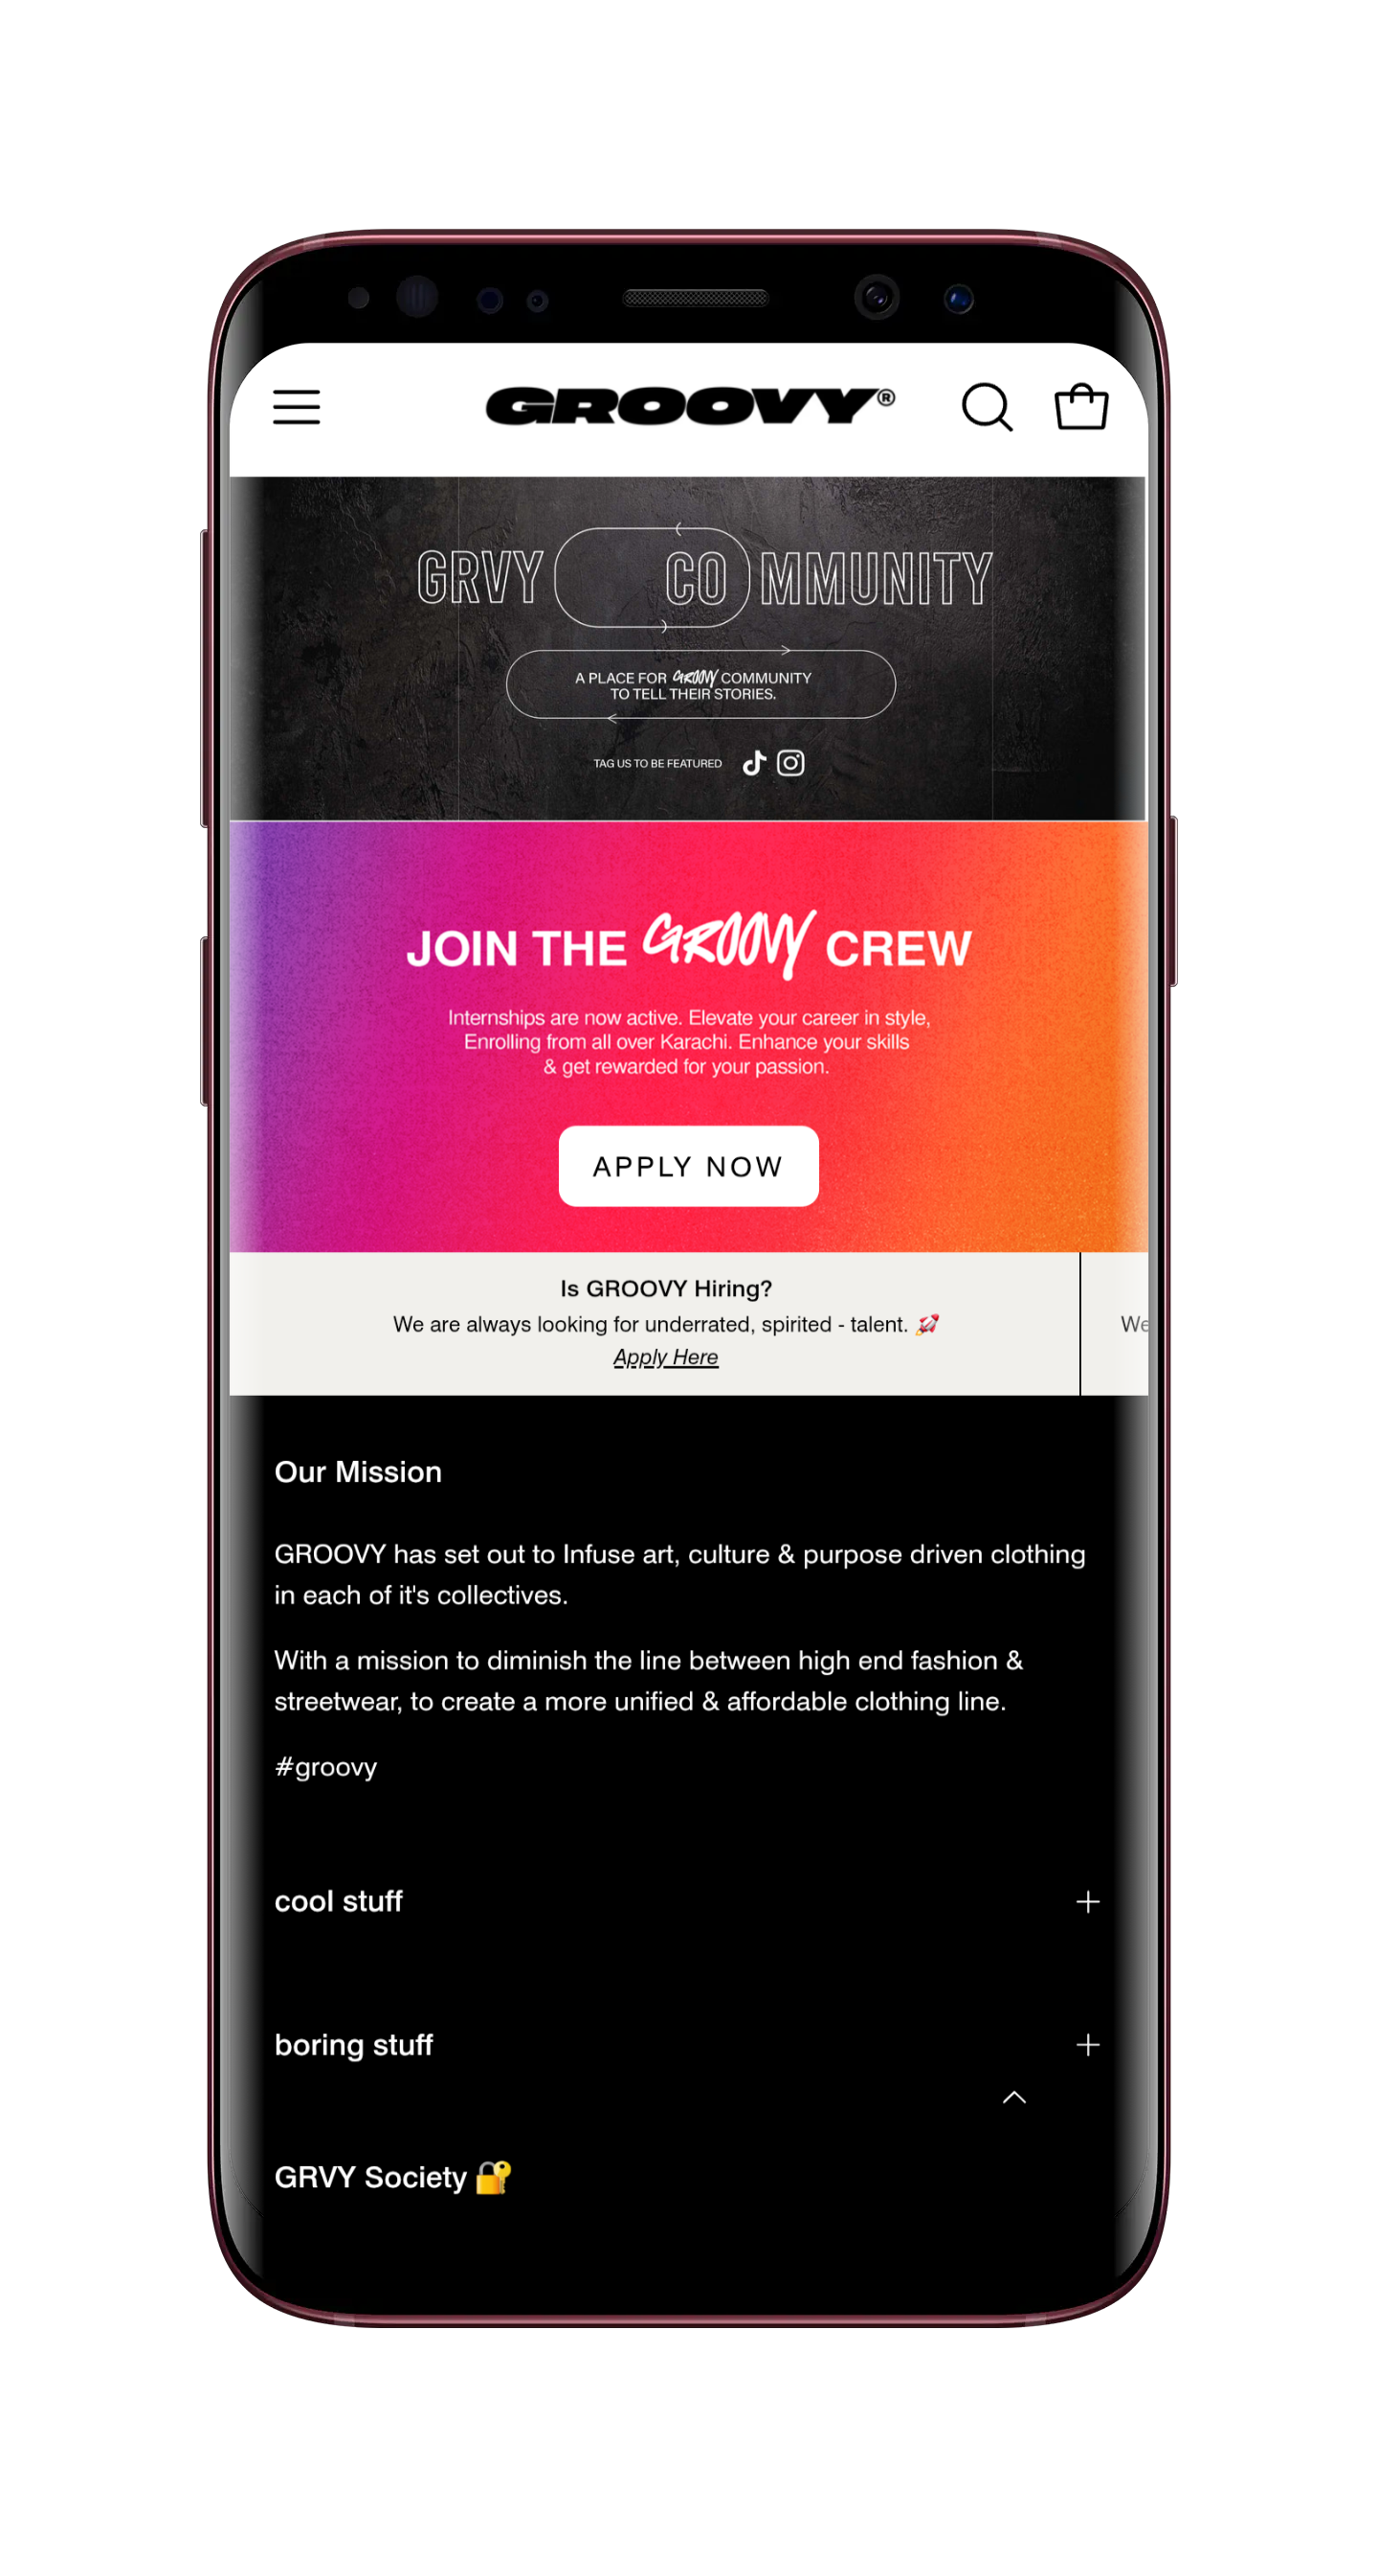 GROOVY®
GRVY COMMUNITY
A PLACE FOR GROOVY COMMUNITY
TO TELL THEIR STORIES.
TAG US TO BE FEATURED
JOIN THE GROOVY CREW
Internships are now active. Elevate your career in style,
Enrolling from all over Karachi. Enhance your skills
& get rewarded for your passion.
APPLY NOW
Is GROOVY Hiring?
We are always looking for underrated, spirited - talent. 🚀
We
Apply Here
Our Mission
GROOVY has set out to Infuse art, culture & purpose driven clothing
in each of it's collectives.
With a mission to diminish the line between high end fashion &
streetwear, to create a more unified & affordable clothing line.
#groovy
cool stuff
boring stuff
GRVY Society 🔐